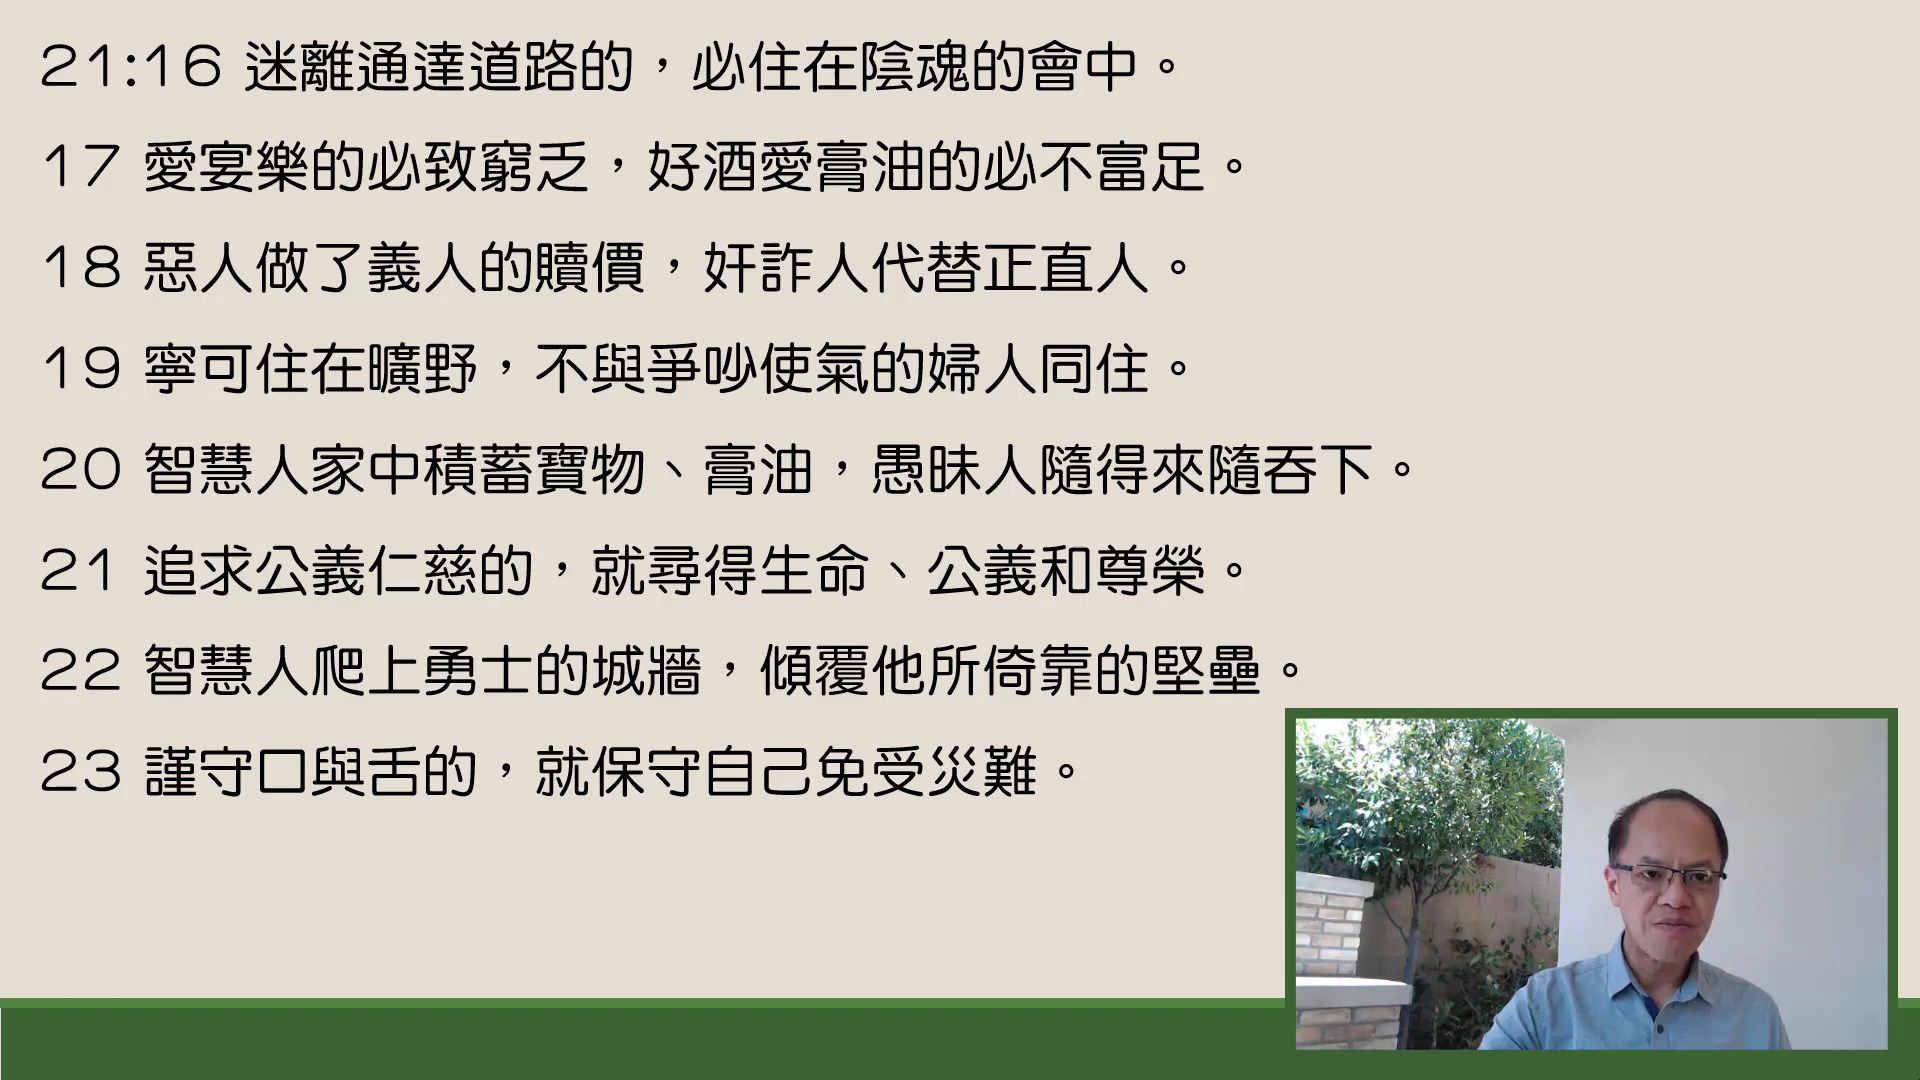 21:16 迷離通達道路的，必住在陰魂的會中。
17 愛宴樂的必致窮乏，好酒愛膏油的必不富足。
18 惡人做了義人的贖價，奸詐人代替正直人。
19 寧可住在曠野，不與爭吵使氣的婦人同住。
20 智慧人家中積蓄寶物、膏油，愚昧人隨得來隨吞下。
21 追求公義仁慈的，就尋得生命、公義和尊榮。
22 智慧人爬上勇士的城牆，傾覆他所倚靠的堅壘。
23 謹守口與舌的，就保守自己免受災難。